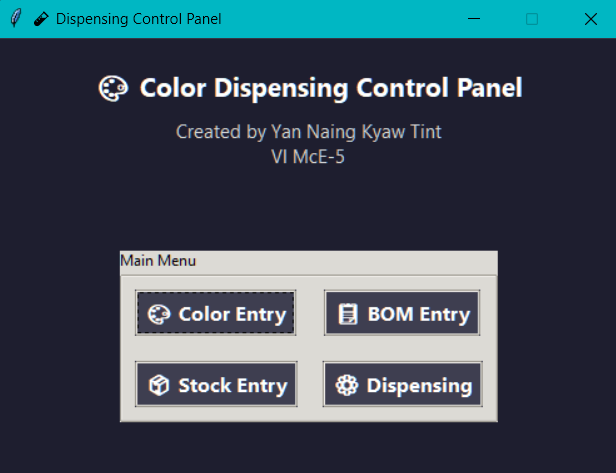 Dispensing Control Panel
Color Dispensing Control Panel
Created by Yan Naing Kyaw Tint
VI McE-5
Main Menu
Color Entry
BOM Entry
Stock Entry
Dispensing